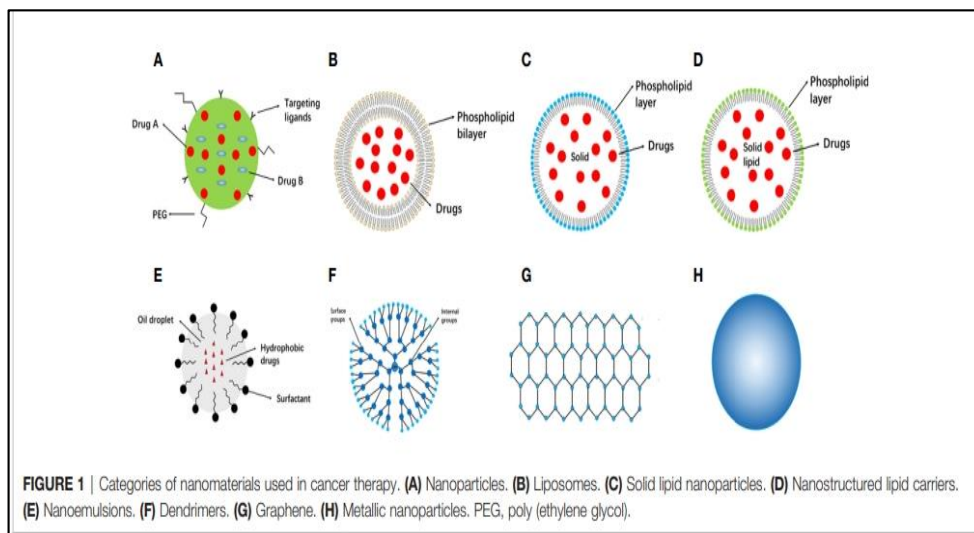 A
B
C
D
Drug A
Targeting
ligands
Drug B
PEG
Phospholipid
bilayer
Drugs
Phospholipid
layer
Solid
Drugs
Phospholipid
layer
Solid
lipid
Drugs
E
F
G
H
Oil droplet
Hydrophobic
drugs
Surfactant
Surface
groups
Internal
groups
FIGURE 1 | Categories of nanomaterials used in cancer therapy. (A) Nanoparticles. (B) Liposomes. (C) Solid lipid nanoparticles. (D) Nanostructured lipid carriers.
(E) Nanoemulsions. (F) Dendrimers. (G) Graphene. (H) Metallic nanoparticles. PEG, poly (ethylene glycol).